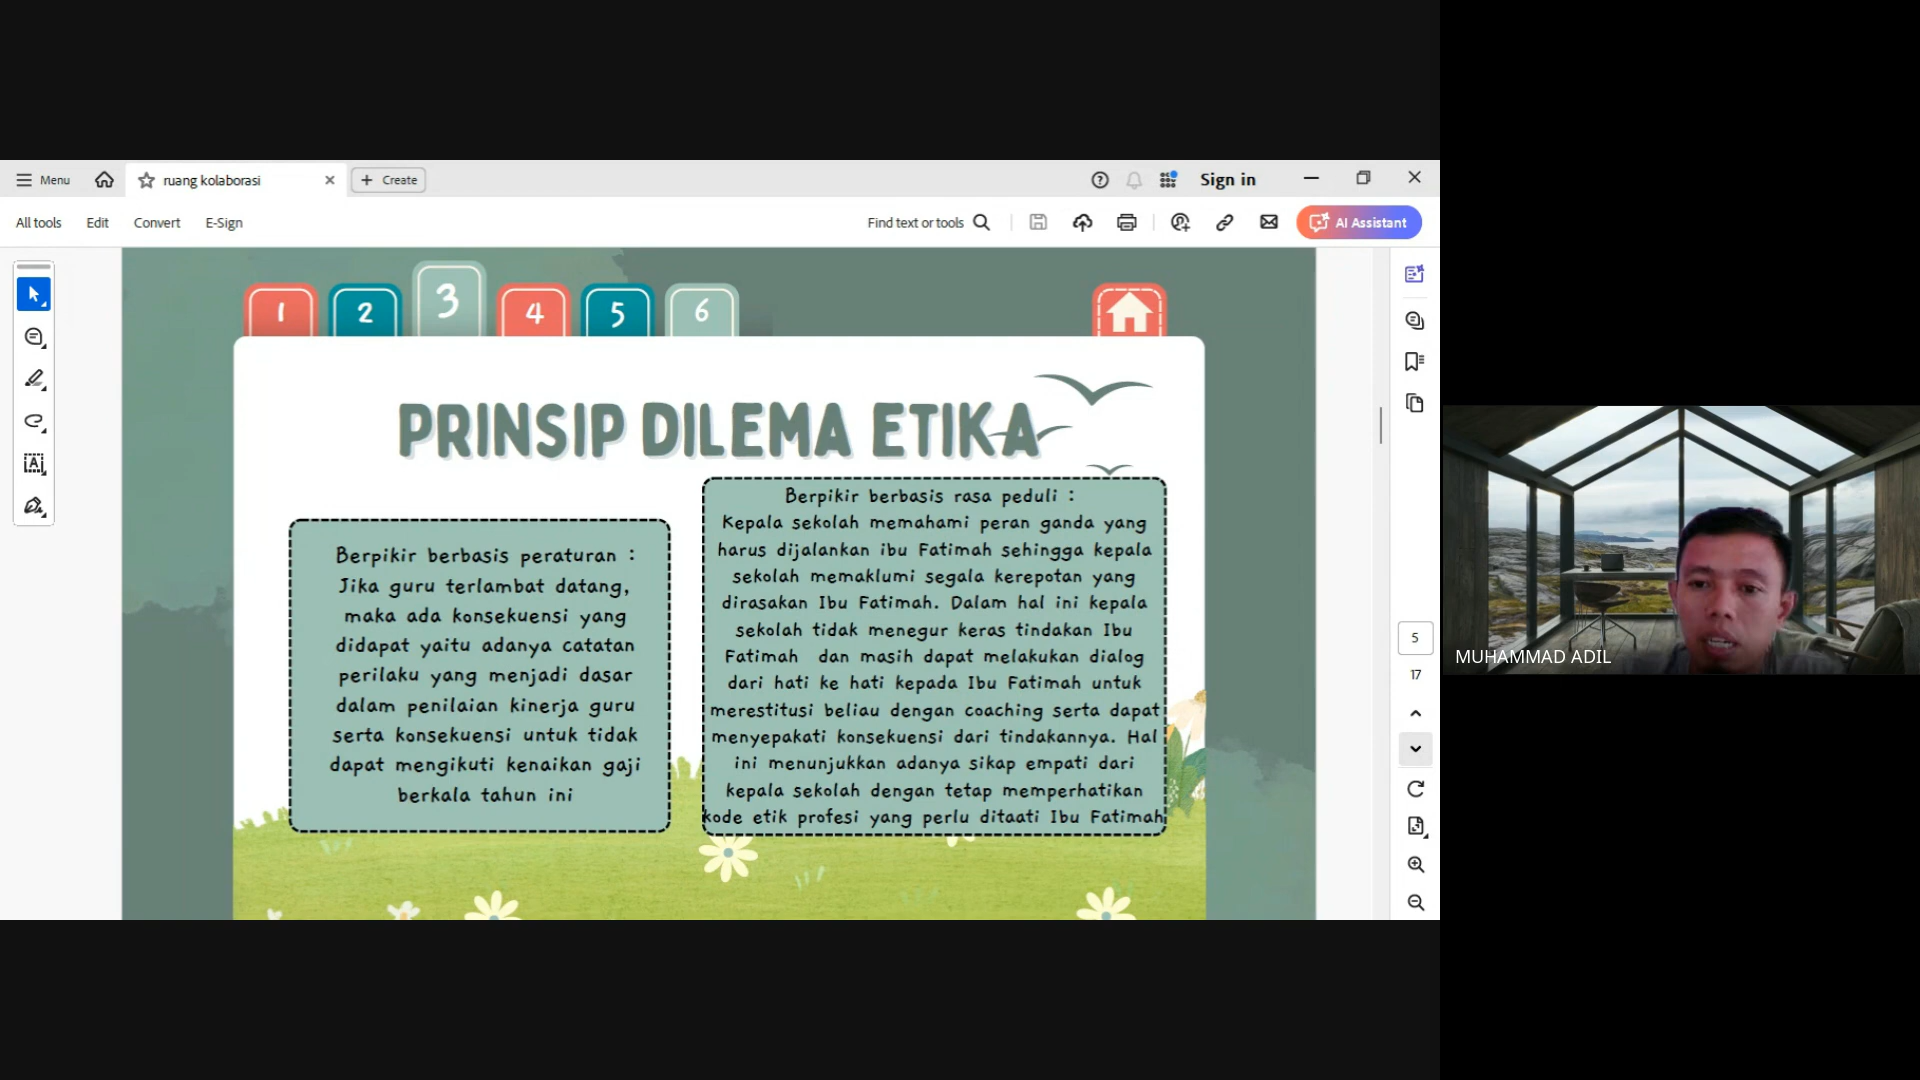 Menu
ruang kolaborasi
Create
Sign in
All tools
Edit
Convert
E-Sign
Find text or tools
AI Assistant
1
2
3
4
5
6
PRINSIP DILEMA ETIKA
Berpikir berbasis peraturan :
Jika guru terlambat datang,
maka ada konsekuensi yang
didapat yaitu adanya catatan
perilaku yang menjadi dasar
dalam penilaian kinerja guru
serta konsekuensi untuk tidak
dapat mengikuti kenaikan gaji
berkala tahun ini
Berpikir berbasis rasa peduli :
Kepala sekolah memahami peran ganda yang
harus dijalankan ibu Fatimah sehingga kepala
sekolah memaklumi segala kerepotan yang
dirasakan Ibu Fatimah. Dalam hal ini kepala
sekolah tidak menegur keras tindakan Ibu
Fatimah dan masih dapat melakukan dialog
dari hati ke hati kepada Ibu Fatimah untuk
merestitusi beliau dengan coaching serta dapat
menyepakati konsekuensi dari tindakannya. Hal
ini menunjukkan adanya sikap empati dari
kepala sekolah dengan tetap memperhatikan
kode etik profesi yang perlu ditaati Ibu Fatimah
5
17
MUHAMMAD ADIL